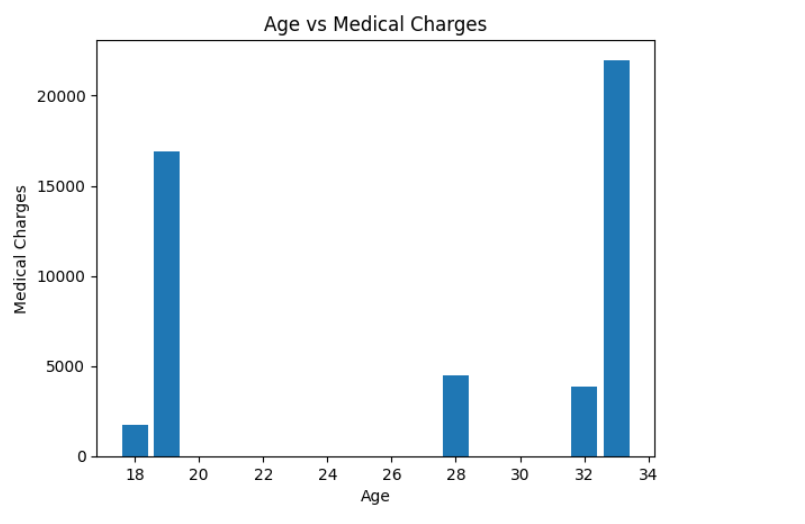 Age vs Medical Charges
Medical Charges
20000
15000
10000
5000
0
18 20 22 24 26 28 30 32 34
Age